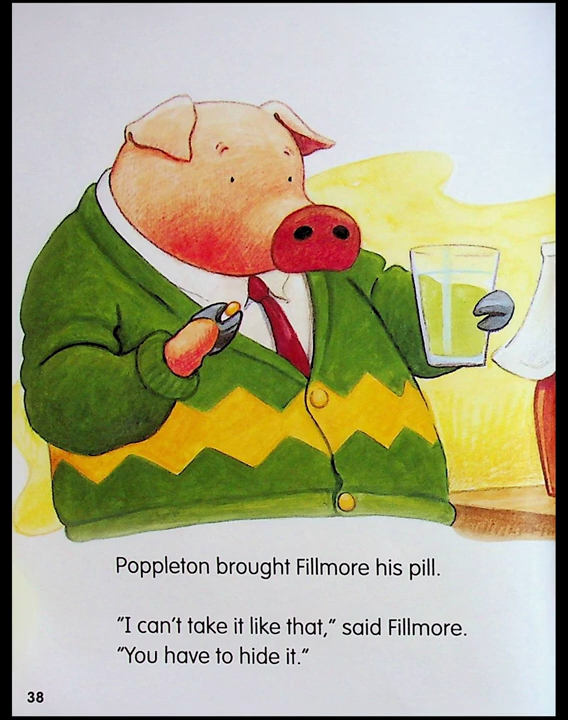 Poppleton brought Fillmore his pill.
"I can't take it like that," said Fillmore.
"You have to hide it."
38